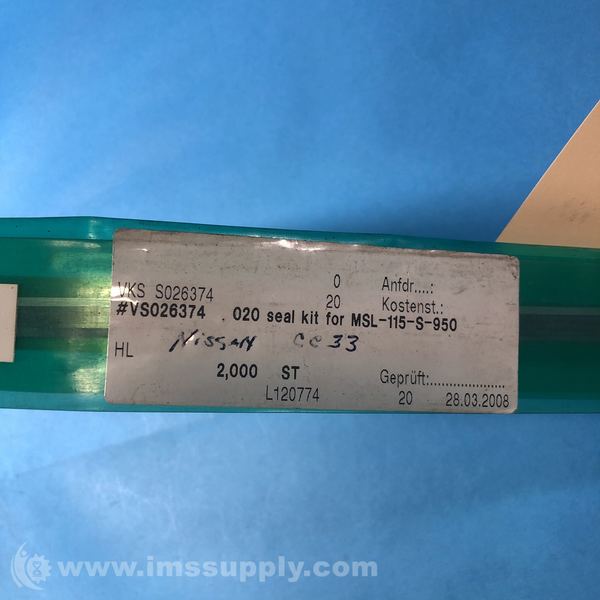 VKS S026374 0 Anfdr....:
#VS026374 20 Kostenst.:
. 020 seal kit for MSL-115-S-950
HL Nissan CC33
2,000 ST Geprüft:....................
L120774 20 28.03.2008
www.imssupply.com